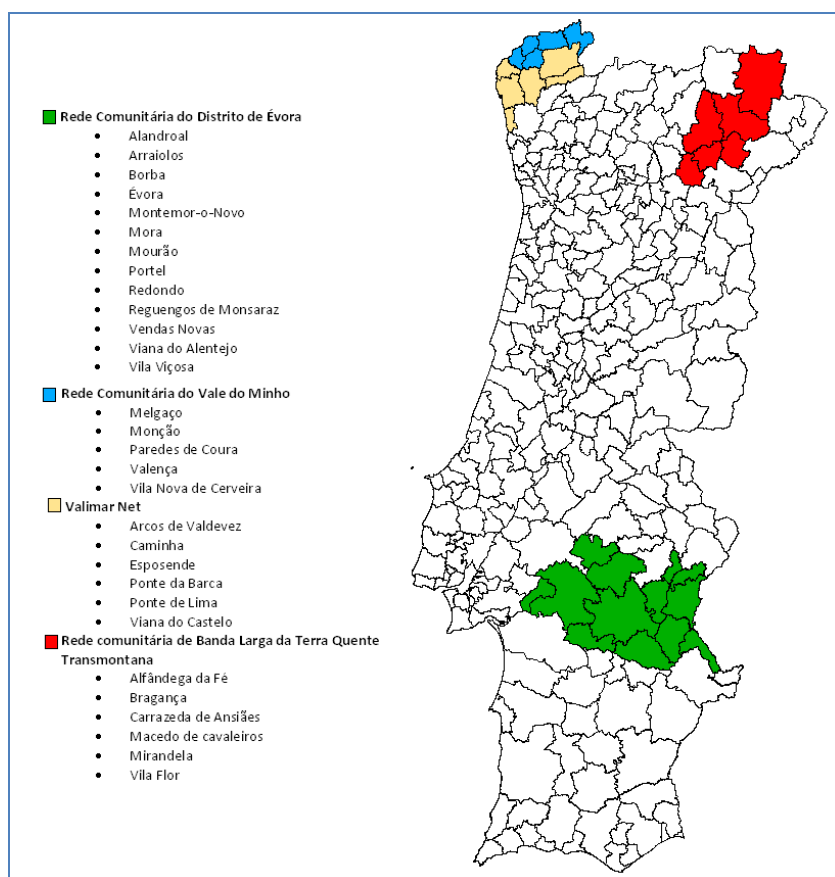 Rede Comunitária do Distrito de Évora
• Alandroal
• Arraiolos
• Borba
• Évora
• Montemor-o-Novo
• Mora
• Mourão
• Portel
• Redondo
• Reguengos de Monsaraz
• Vendas Novas
• Viana do Alentejo
• Vila Viçosa
Rede Comunitária do Vale do Minho
• Melgaço
• Monção
• Paredes de Coura
• Valença
• Vila Nova de Cerveira
Valimar Net
• Arcos de Valdevez
• Caminha
• Esposende
• Ponte da Barca
• Ponte de Lima
• Viana do Castelo
Rede comunitária de Banda Larga da Terra Quente
Transmontana
• Alfândega da Fé
• Bragança
• Carrazeda de Ansiães
• Macedo de cavaleiros
• Mirandela
• Vila Flor